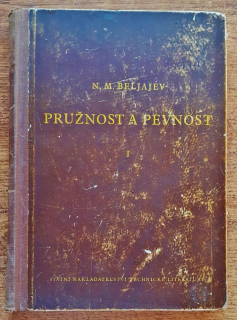 N. M. BELJAJEV
PRUŽNOST A PEVNOST
STÁTNÍ NAKLADATELSTVÍ TECHNICKÉ LITERATURY